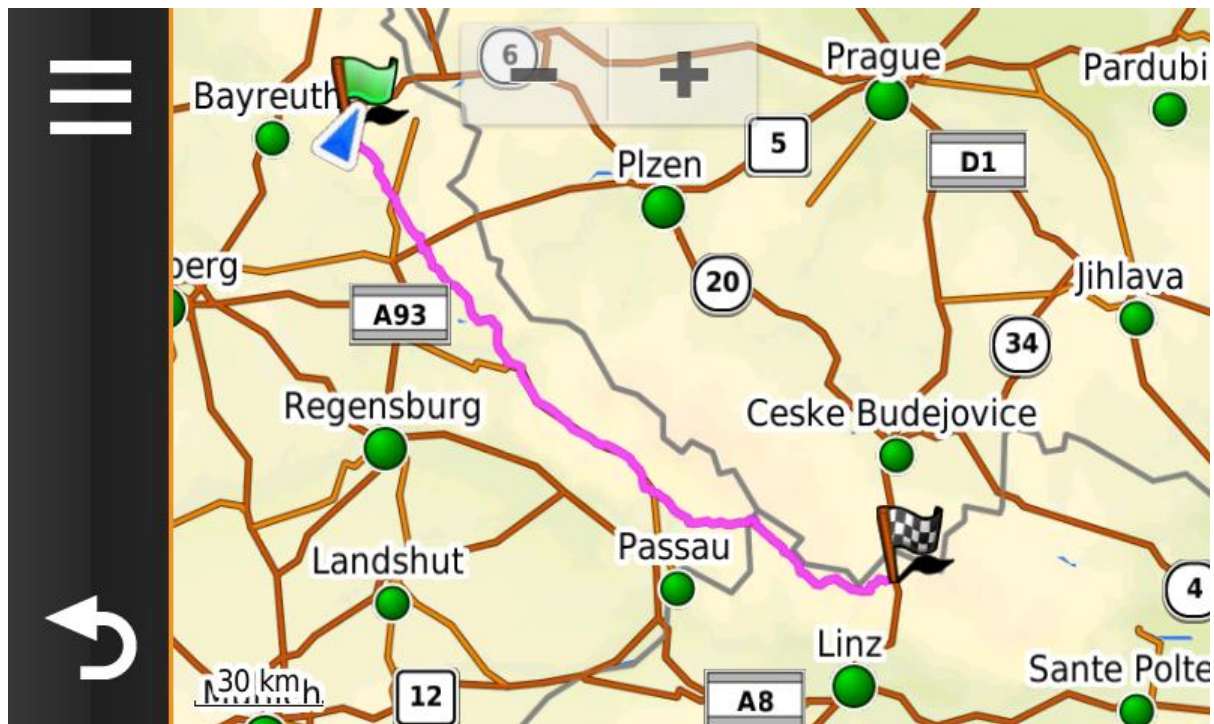 6
Prague
Pardubi
Bayreuth
5
Plzen
D1
berg
20
Jihlava
A93
34
Regensburg
Ceske Budejovice
Landshut
Passau
4
Linz
Sante Polte
30 km
12
A8